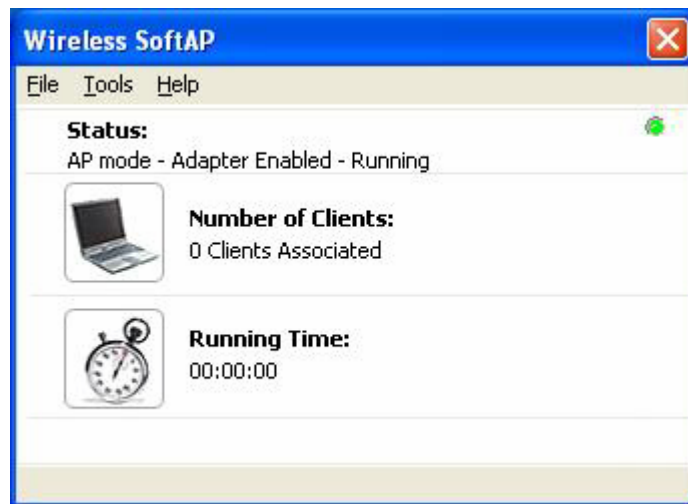 Wireless SoftAP
File Tools Help
Status:
AP mode - Adapter Enabled - Running
Number of Clients:
0 Clients Associated
Running Time:
00:00:00